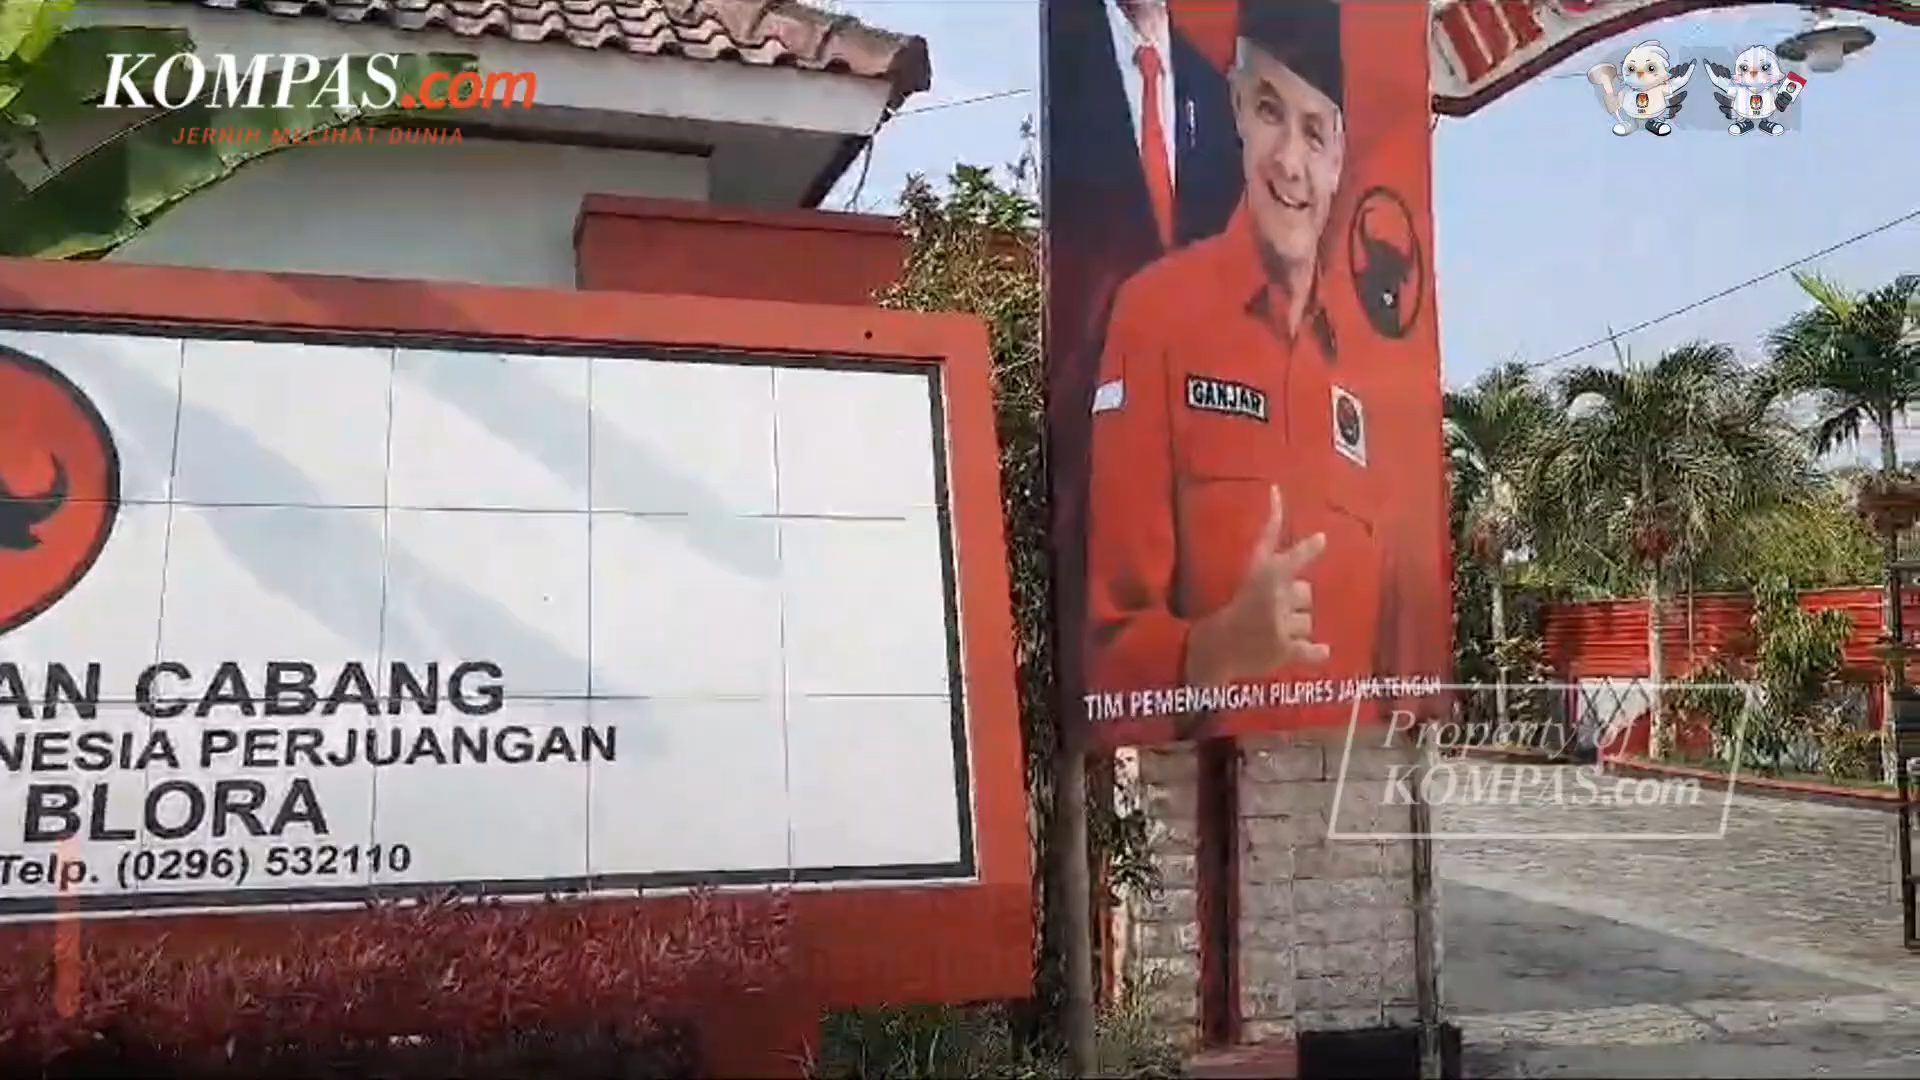 KOMPAS.com
JERNIH MELIHAT DUNIA
GANJAR
AN CABANG
NESIA PERJUANGAN
BLORA
Telp. (0296) 532110
TIM PEMENANGAN PILPRES JAWA TENGAH
Property of
KOMPAS.com